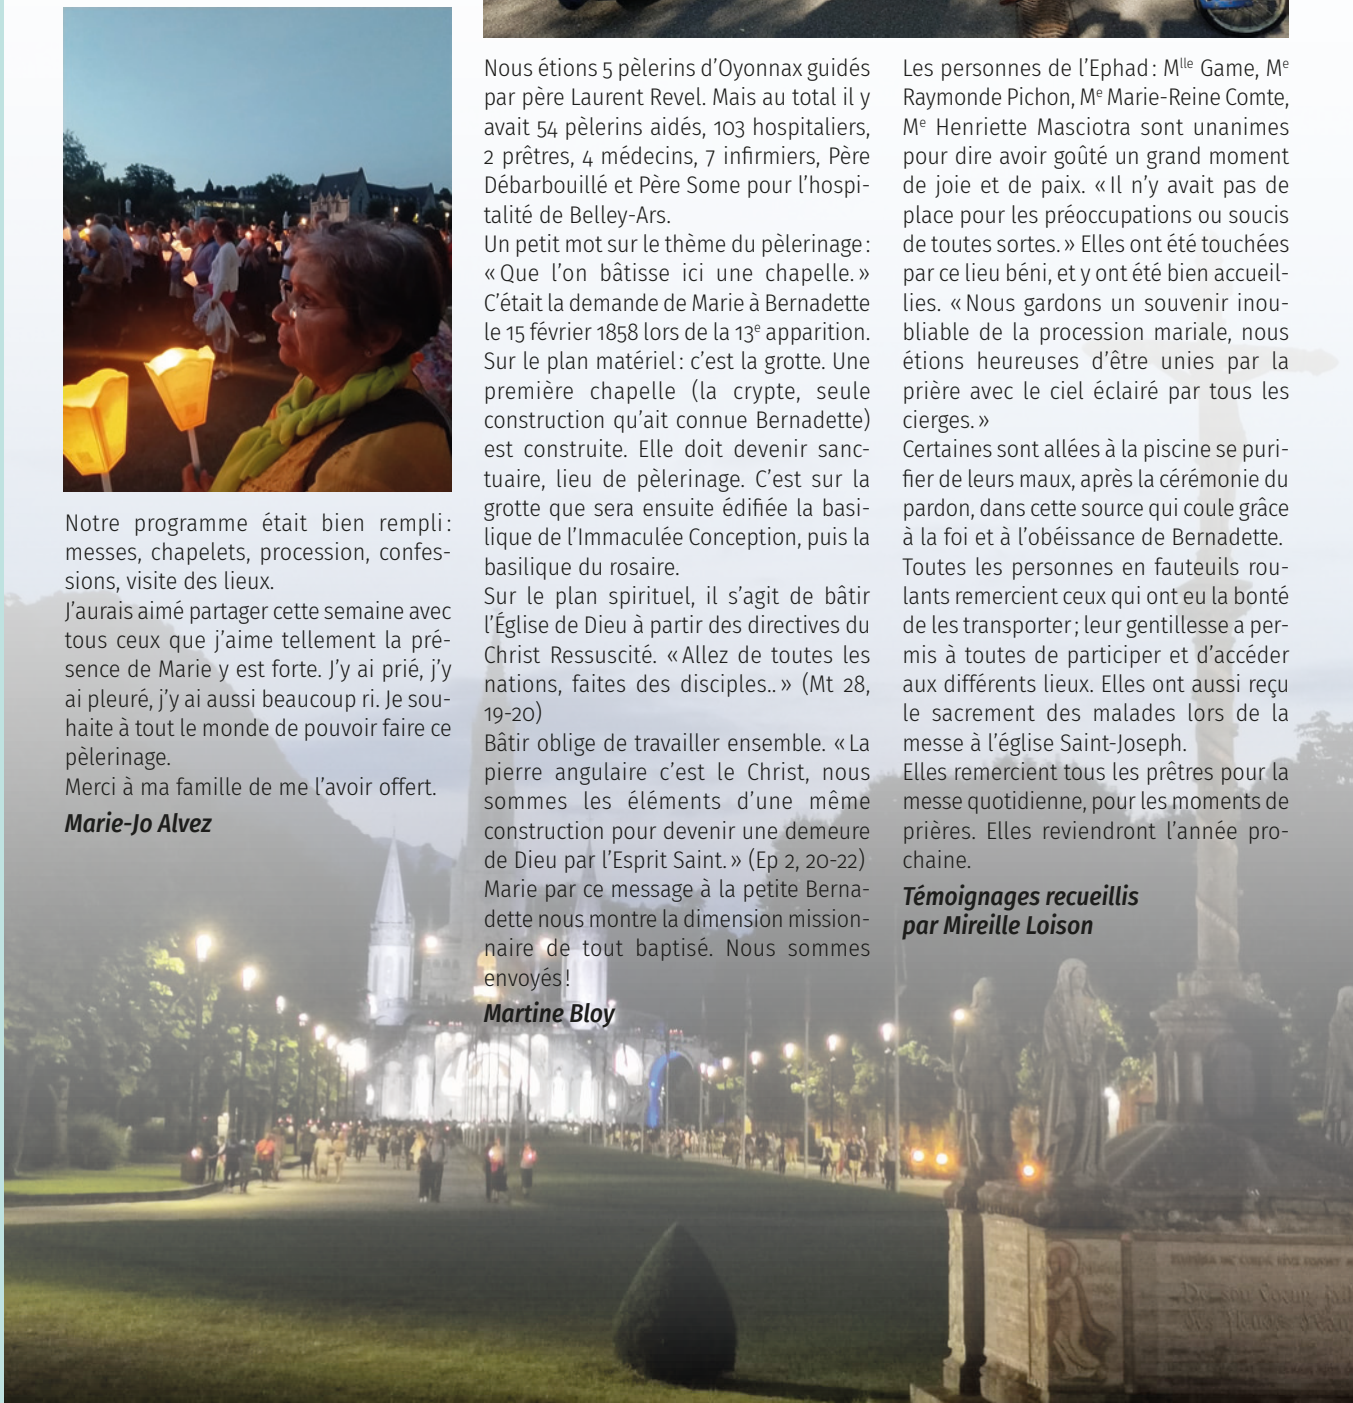 Notre programme était bien rempli :
messes, chapelets, procession, confes-
sions, visite des lieux.
J'aurais aimé partager cette semaine avec
tous ceux que j'aime tellement la pré-
sence de Marie y est forte. J'y ai prié, j'y
ai pleuré, j'y ai aussi beaucoup ri. Je sou-
haite à tout le monde de pouvoir faire ce
pèlerinage.
Merci à ma famille de me l'avoir offert.
Marie-Jo Alvez
Nous étions 5 pèlerins d'Oyonnax guidés
par père Laurent Revel. Mais au total il y
avait 54 pèlerins aidés, 103 hospitaliers,
2 prêtres, 4 médecins, 7 infirmiers, Père
Débarbouillé et Père Some pour l'hospi-
talité de Belley-Ars.
Un petit mot sur le thème du pèlerinage :
« Que l'on bâtisse ici une chapelle. »
C'était la demande de Marie à Bernadette
le 15 février 1858 lors de la 13e apparition.
Sur le plan matériel : c'est la grotte. Une
première chapelle (la crypte, seule
construction qu'ait connue Bernadette)
est construite. Elle doit devenir sanc-
tuaire, lieu de pèlerinage. C'est sur la
grotte que sera ensuite édifiée la basi-
lique de l'Immaculée Conception, puis la
basilique du rosaire.
Sur le plan spirituel, il s'agit de bâtir
l'Église de Dieu à partir des directives du
Christ Ressuscité. « Allez de toutes les
nations, faites des disciples.. » (Mt 28,
19-20)
Bâtir oblige de travailler ensemble. « La
pierre angulaire c'est le Christ, nous
sommes les éléments d'une même
construction pour devenir une demeure
de Dieu par l'Esprit Saint. » (Ep 2, 20-22)
Marie par ce message à la petite Berna-
dette nous montre la dimension mission-
naire de tout baptisé. Nous sommes
envoyés !
Martine Bloy
Les personnes de l'Ephad : Mlle Game, Me
Raymonde Pichon, Me Marie-Reine Comte,
Me Henriette Masciotra sont unanimes
pour dire avoir goûté un grand moment
de joie et de paix. « Il n'y avait pas de
place pour les préoccupations ou soucis
de toutes sortes. » Elles ont été touchées
par ce lieu béni, et y ont été bien accueil-
lies. « Nous gardons un souvenir inou-
bliable de la procession mariale, nous
étions heureuses d'être unies par la
prière avec le ciel éclairé par tous les
cierges. »
Certaines sont allées à la piscine se puri-
fier de leurs maux, après la cérémonie du
pardon, dans cette source qui coule grâce
à la foi et à l'obéissance de Bernadette.
Toutes les personnes en fauteuils rou-
lants remercient ceux qui ont eu la bonté
de les transporter ; leur gentillesse a per-
mis à toutes de participer et d'accéder
aux différents lieux. Elles ont aussi reçu
le sacrement des malades lors de la
messe à l'église Saint-Joseph.
Elles remercient tous les prêtres pour la
messe quotidienne, pour les moments de
prières. Elles reviendront l'année pro-
chaine.
Témoignages recueillis
par Mireille Loison